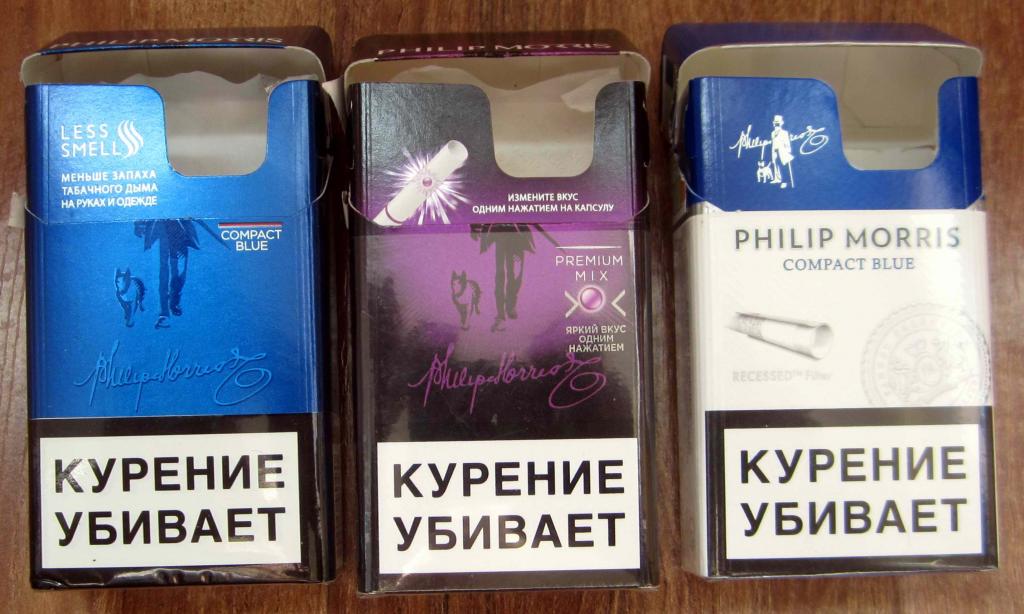 PHILIP MORRIS
LESS
SMELL
МЕНЬШЕ ЗАПАХА
ТАБАЧНОГО ДЫМА
НА РУКАХ И ОДЕЖДЕ
COMPACT
BLUE
Philip Morris
КУРЕНИЕ
УБИВАЕТ
PHILIP MORRIS
ИЗМЕНИТЕ ВКУС
ОДНИМ НАЖАТИЕМ НА КАПСУЛУ
PREMIUM
MIX
ЯРКИЙ ВКУС
ОДНИМ
НАЖАТИЕМ
Philip Morris
КУРЕНИЕ
УБИВАЕТ
Philip Morris
PHILIP MORRIS
COMPACT BLUE
RECESSED™ Filter
КУРЕНИЕ
УБИВАЕТ